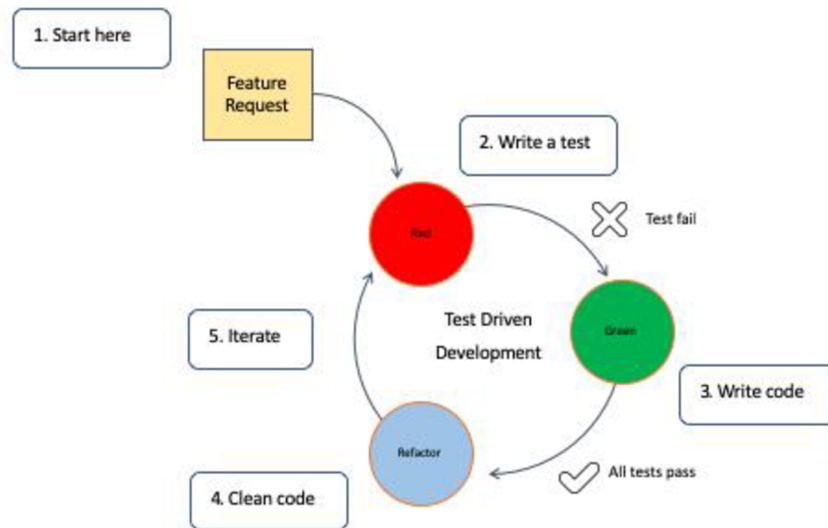 1. Start here
Feature
Request
2. Write a test
Red
Test fail
Test Driven
Development
Green
5. Iterate
3. Write code
Refactor
All tests pass
4. Clean code